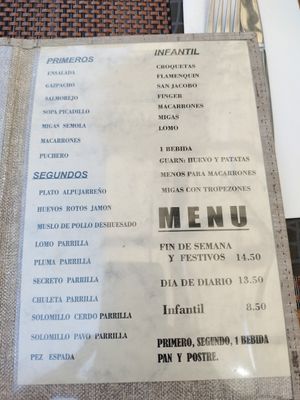 PRIMEROS
ENSALADA
GAZPACHO
SALMOREJO
SOPA PICADILLO
MIGAS SEMOLA
MACARRONES
PUCHERO
SEGUNDOS
PLATO ALPUJARREÑO
HUEVOS ROTOS JAMON
MUSLO DE POLLO DESHUESADO
LOMO PARRILLA
PLUMA PARRILLA
SECRETO PARRILLA
CHULETA PARRILLA
SOLOMILLO CERDO PARRILLA
SOLOMILLO PAVO PARRILLA
PEZ ESPADA
INFANTIL
CROQUETAS
FLAMENQUIN
SAN JACOBO
FINGER
MACARRONES
MIGAS
LOMO
1 BEBIDA
GUARN: HUEVO Y PATATAS
MENOS PARA MACARRONES
MIGAS CON TROPEZONES
MENU
FIN DE SEMANA
Y FESTIVOS 14.50
DIA DE DIARIO 13.50
Infantil 8.50
PRIMERO, SEGUNDO, 1 BEBIDA
PAN Y POSTRE.